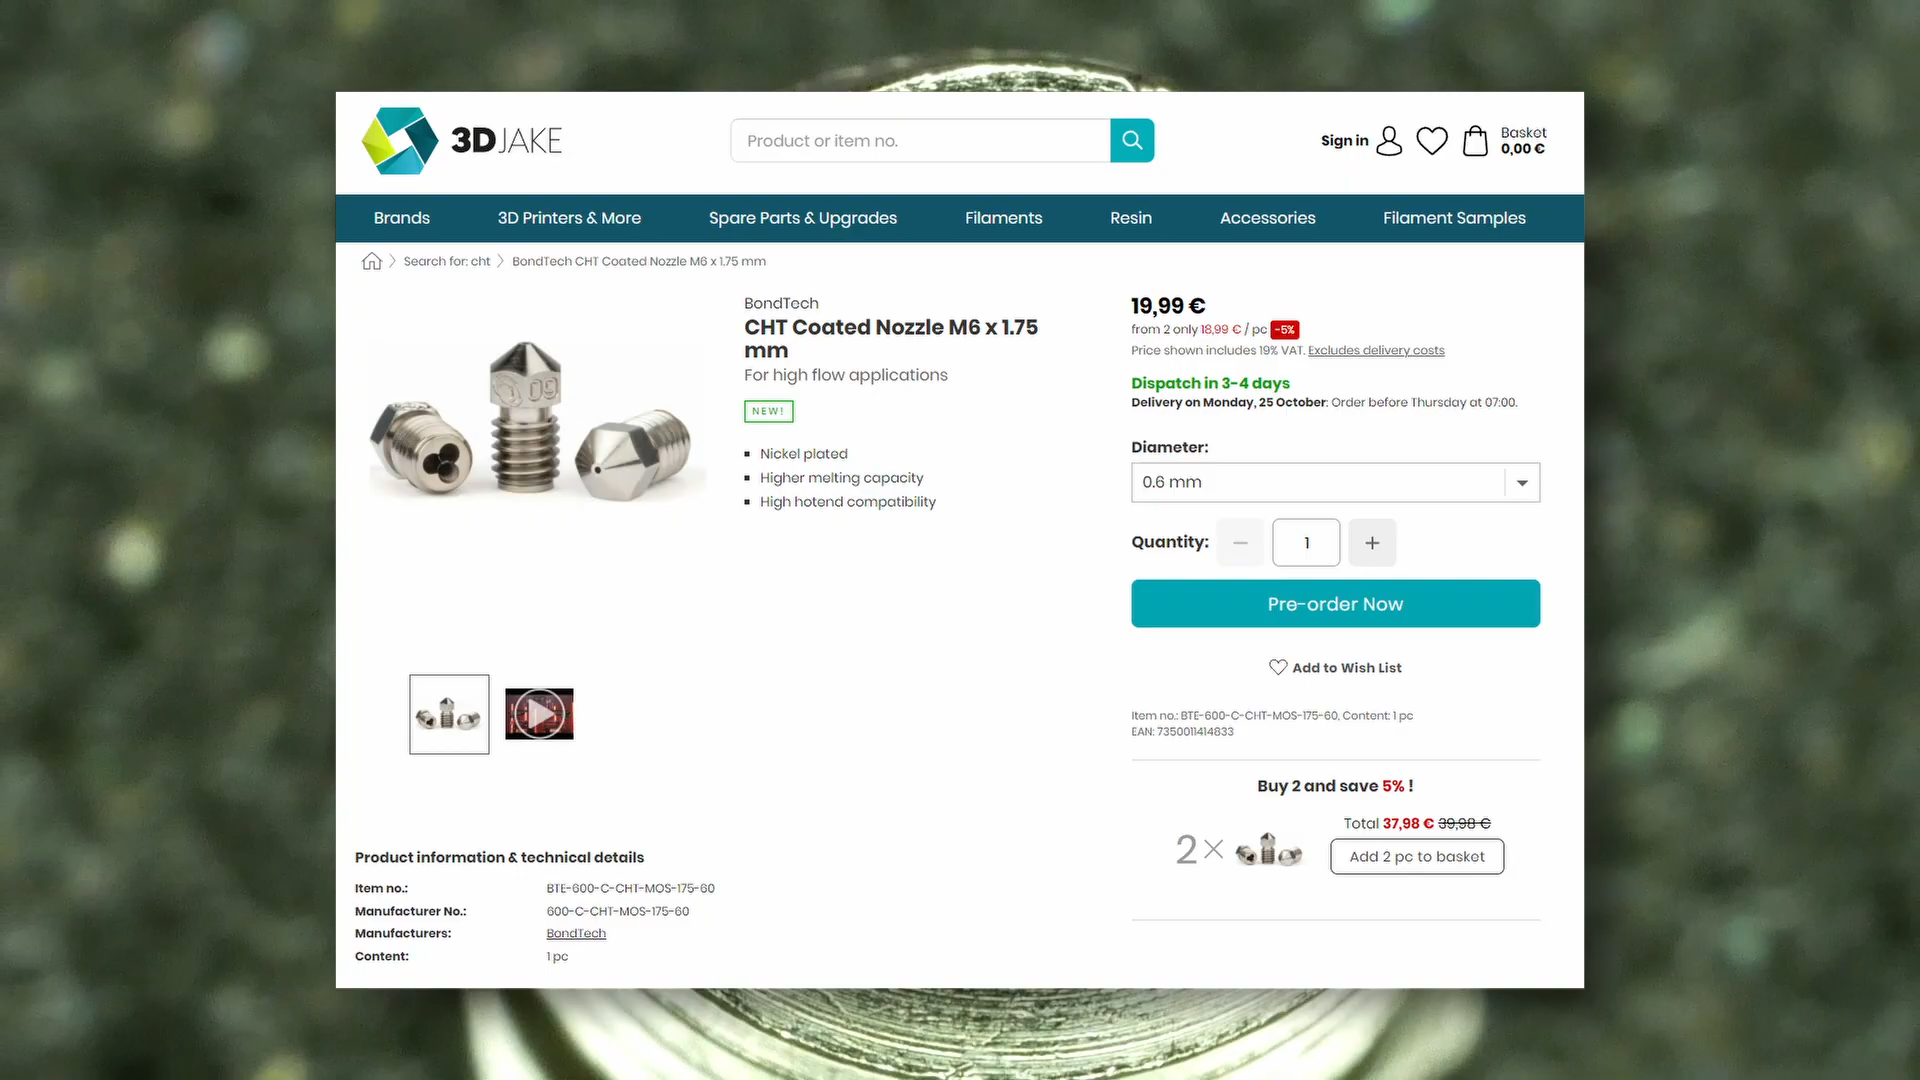 3DJAKE
Product or item no.
Sign in
Basket
0,00 €
Brands
3D Printers & More
Spare Parts & Upgrades
Filaments
Resin
Accessories
Filament Samples
Search for: cht
BondTech CHT Coated Nozzle M6 x 1.75 mm
BondTech
CHT Coated Nozzle M6 x 1.75
mm
For high flow applications
NEW!
Nickel plated
Higher melting capacity
High hotend compatibility
19,99 €
from 2 only 18,99 € / pc -5%
Price shown includes 19% VAT. Excludes delivery costs
Dispatch in 3-4 days
Delivery on Monday, 25 October: Order before Thursday at 07:00.
Diameter:
0.6 mm
Quantity: − 1 +
Pre-order Now
Add to Wish List
Item no.: BTE-600-C-CHT-MOS-175-60, Content: 1 pc
EAN: 7350011414833
Buy 2 and save 5% !
2×
Total 37,98 € 39,98 €
Add 2 pc to basket
Product information & technical details
Item no.: BTE-600-C-CHT-MOS-175-60
Manufacturer No.: 600-C-CHT-MOS-175-60
Manufacturers: BondTech
Content: 1 pc